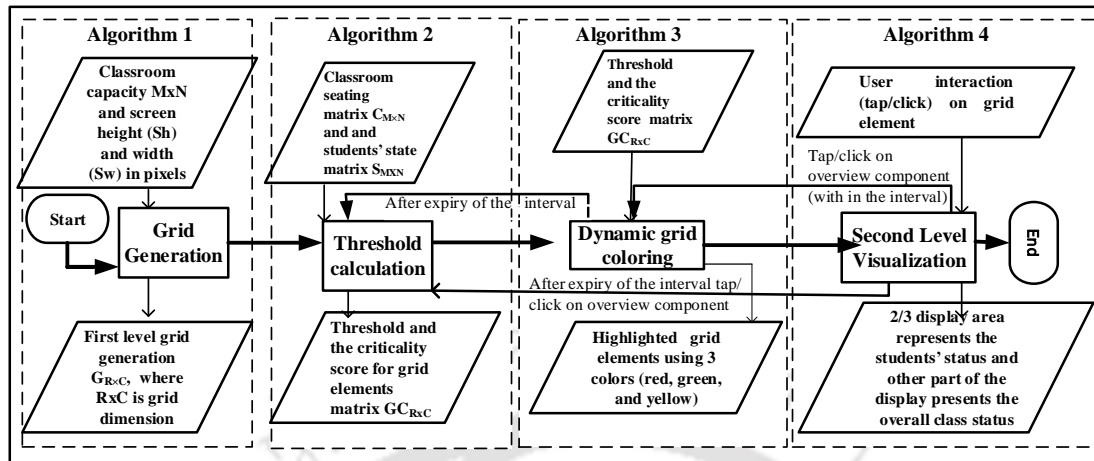 Algorithm 1
Classroom
capacity MxN
and screen
height (Sh)
and width
(Sw) in pixels
Start
Grid
Generation
First level grid
generation
G_R×C, where
RxC is grid
dimension
Algorithm 2
Classroom
seating
matrix C_M×N
and and
students' state
matrix S_MXN
After expiry of the interval
Threshold
calculation
Threshold and
the criticality
score for grid
elements
matrix GC_RxC
Algorithm 3
Threshold
and the
criticality
score matrix
GC_RxC
Dynamic grid
coloring
After expiry of the interval tap/
click on overview component
Highlighted grid
elements using 3
colors (red, green,
and yellow)
Algorithm 4
User interaction
(tap/click) on grid
element
Tap/click on
overview component
(with in the interval)
Second Level
Visualization
End
2/3 display area
represents the
students' status and
other part of the
display presents the
overall class status